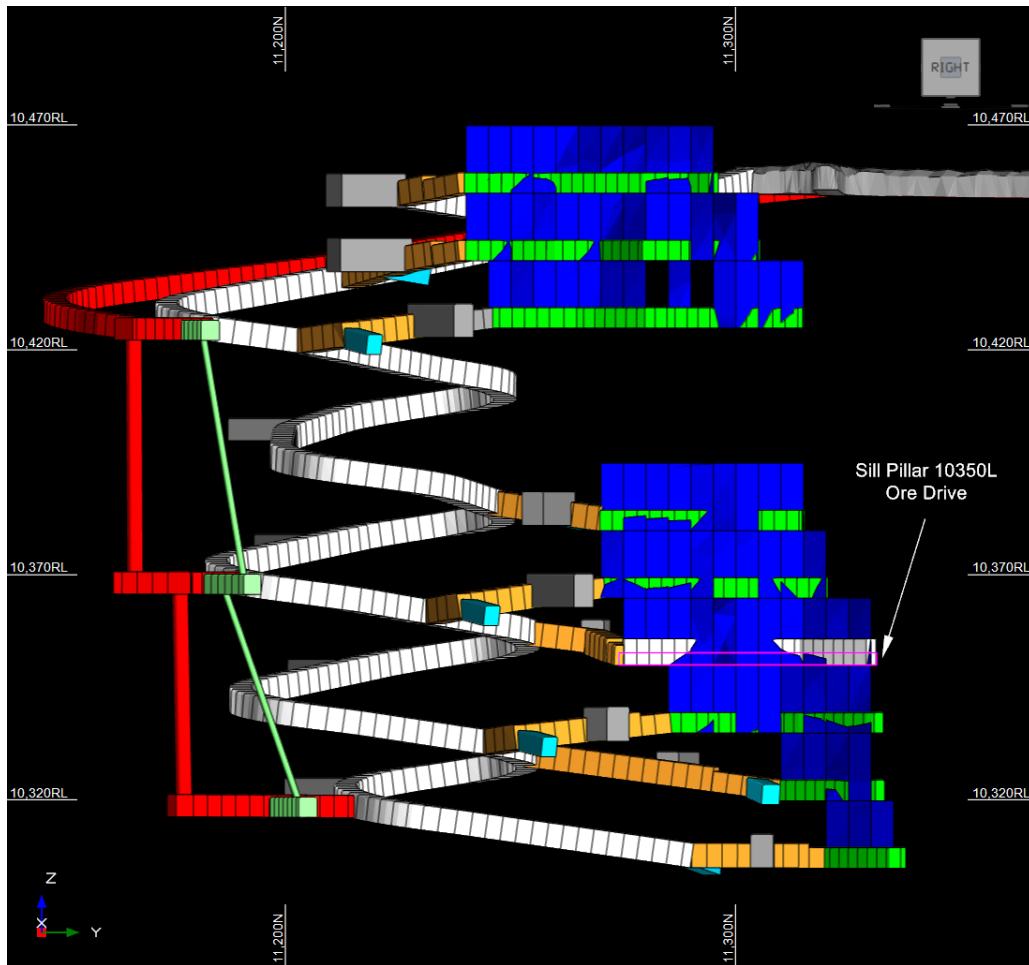 11,200N
11,300N
RIGHT
10,470RL
10,470RL
10,420RL
10,420RL
Sill Pillar 10350L
Ore Drive
10,370RL
10,370RL
10,320RL
10,320RL
Z
X
Y
11,200N
11,300N